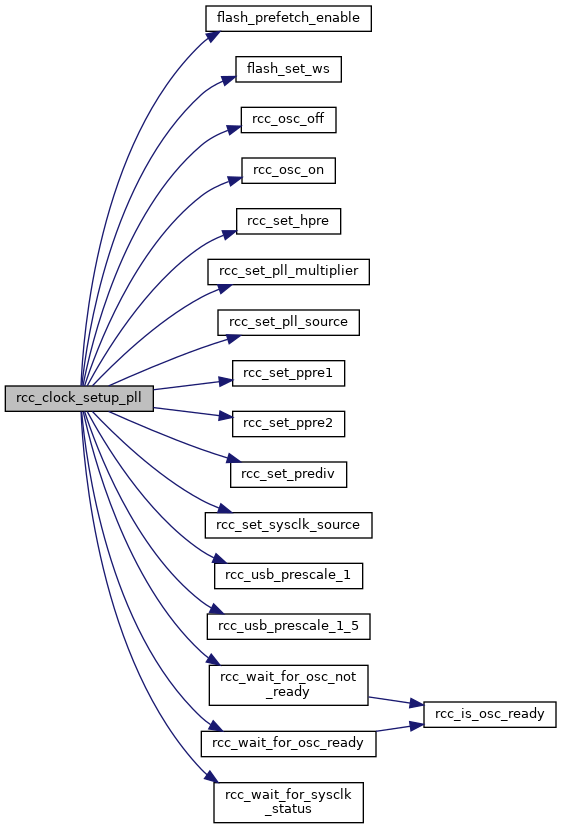 flash_prefetch_enable
flash_set_ws
rcc_osc_off
rcc_osc_on
rcc_set_hpre
rcc_set_pll_multiplier
rcc_set_pll_source
rcc_set_ppre1
rcc_clock_setup_pll
rcc_set_ppre2
rcc_set_prediv
rcc_set_sysclk_source
rcc_usb_prescale_1
rcc_usb_prescale_1_5
rcc_wait_for_osc_not
_ready
rcc_is_osc_ready
rcc_wait_for_osc_ready
rcc_wait_for_sysclk
_status